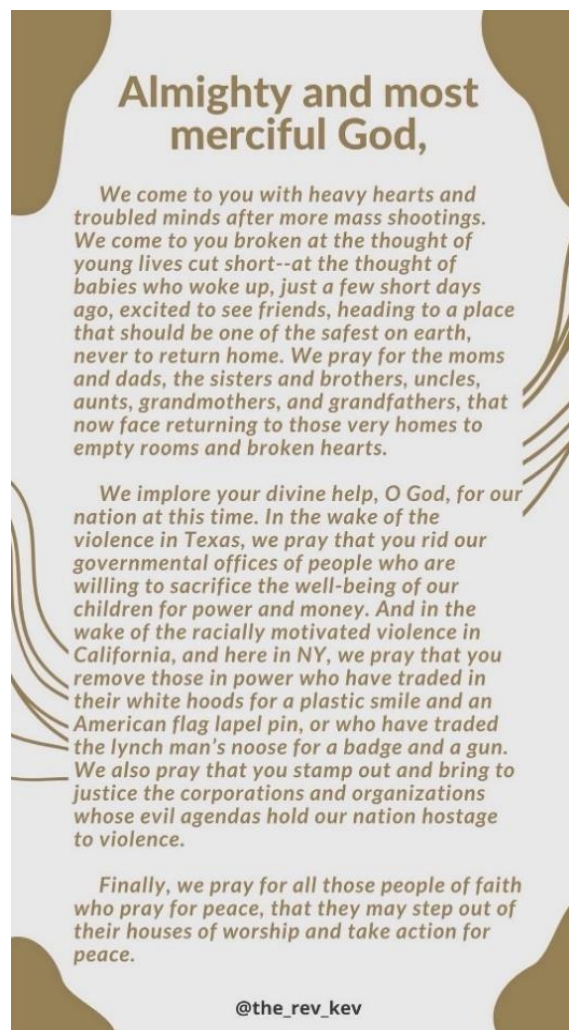 Almighty and most
merciful God,
We come to you with heavy hearts and
troubled minds after more mass shootings.
We come to you broken at the thought of
young lives cut short--at the thought of
babies who woke up, just a few short days
ago, excited to see friends, heading to a place
that should be one of the safest on earth,
never to return home. We pray for the moms
and dads, the sisters and brothers, uncles,
aunts, grandmothers, and grandfathers, that
now face returning to those very homes to
empty rooms and broken hearts.
We implore your divine help, O God, for our
nation at this time. In the wake of the
violence in Texas, we pray that you rid our
governmental offices of people who are
willing to sacrifice the well-being of our
children for power and money. And in the
wake of the racially motivated violence in
California, and here in NY, we pray that you
remove those in power who have traded in
their white hoods for a plastic smile and an
American flag lapel pin, or who have traded
the lynch man's noose for a badge and a gun.
We also pray that you stamp out and bring to
justice the corporations and organizations
whose evil agendas hold our nation hostage
to violence.
Finally, we pray for all those people of faith
who pray for peace, that they may step out of
their houses of worship and take action for
peace.
@the_rev_kev